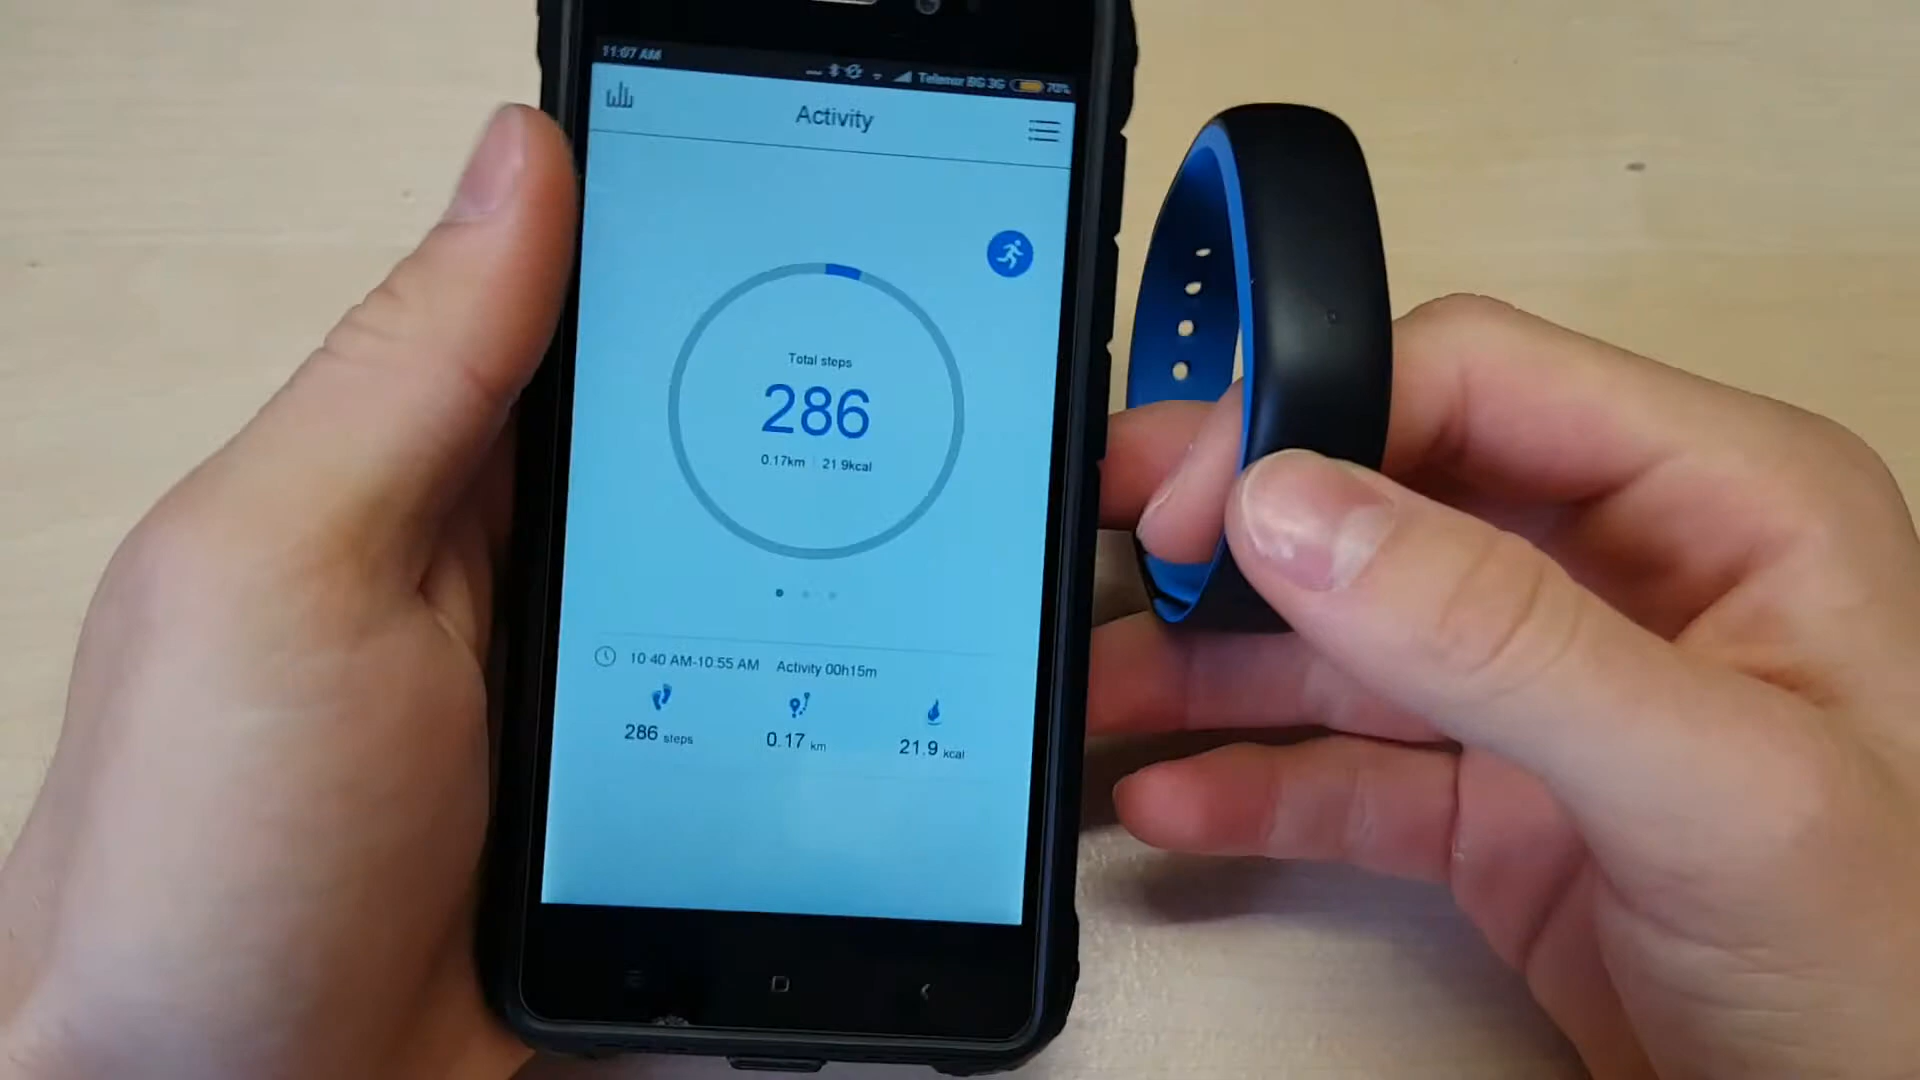 11:07 AM
Telenor BG 3G 70%
Activity
Total steps
286
0.17km 21.9kcal
10:40 AM-10:55 AM Activity 00h15m
286 steps 0.17 km 21.9 kcal